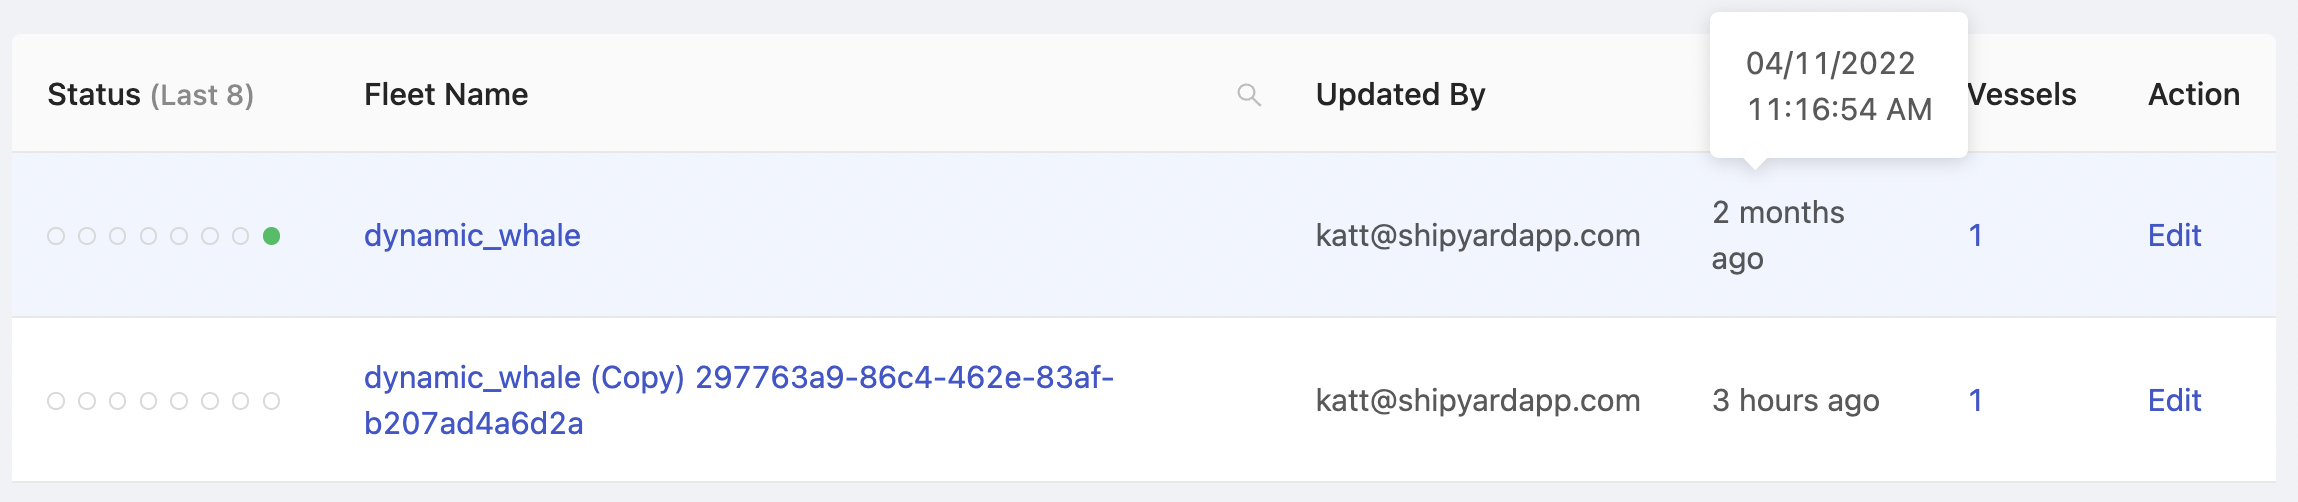 Status (Last 8)
Fleet Name
Updated By
04/11/2022
11:16:54 AM
Vessels
Action
dynamic_whale
katt@shipyardapp.com
2 months
ago
1
Edit
dynamic_whale (Copy) 297763a9-86c4-462e-83af-
b207ad4a6d2a
katt@shipyardapp.com
3 hours ago
1
Edit